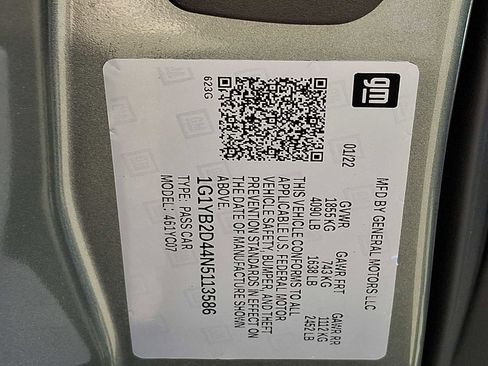 gm
MFD BY GENERAL MOTORS LLC
01/22
GVWR
1855 KG
4090 LB
GAWR FRT
743 KG
1638 LB
GAWR RR
1112 KG
2452 LB
THIS VEHICLE CONFORMS TO ALL
APPLICABLE U.S. FEDERAL MOTOR
VEHICLE SAFETY, BUMPER, AND THEFT
PREVENTION STANDARDS IN EFFECT ON
THE DATE OF MANUFACTURE SHOWN
ABOVE.
1G1YB2D44N5113586
TYPE: PASS CAR
MODEL: 461YC07
623G